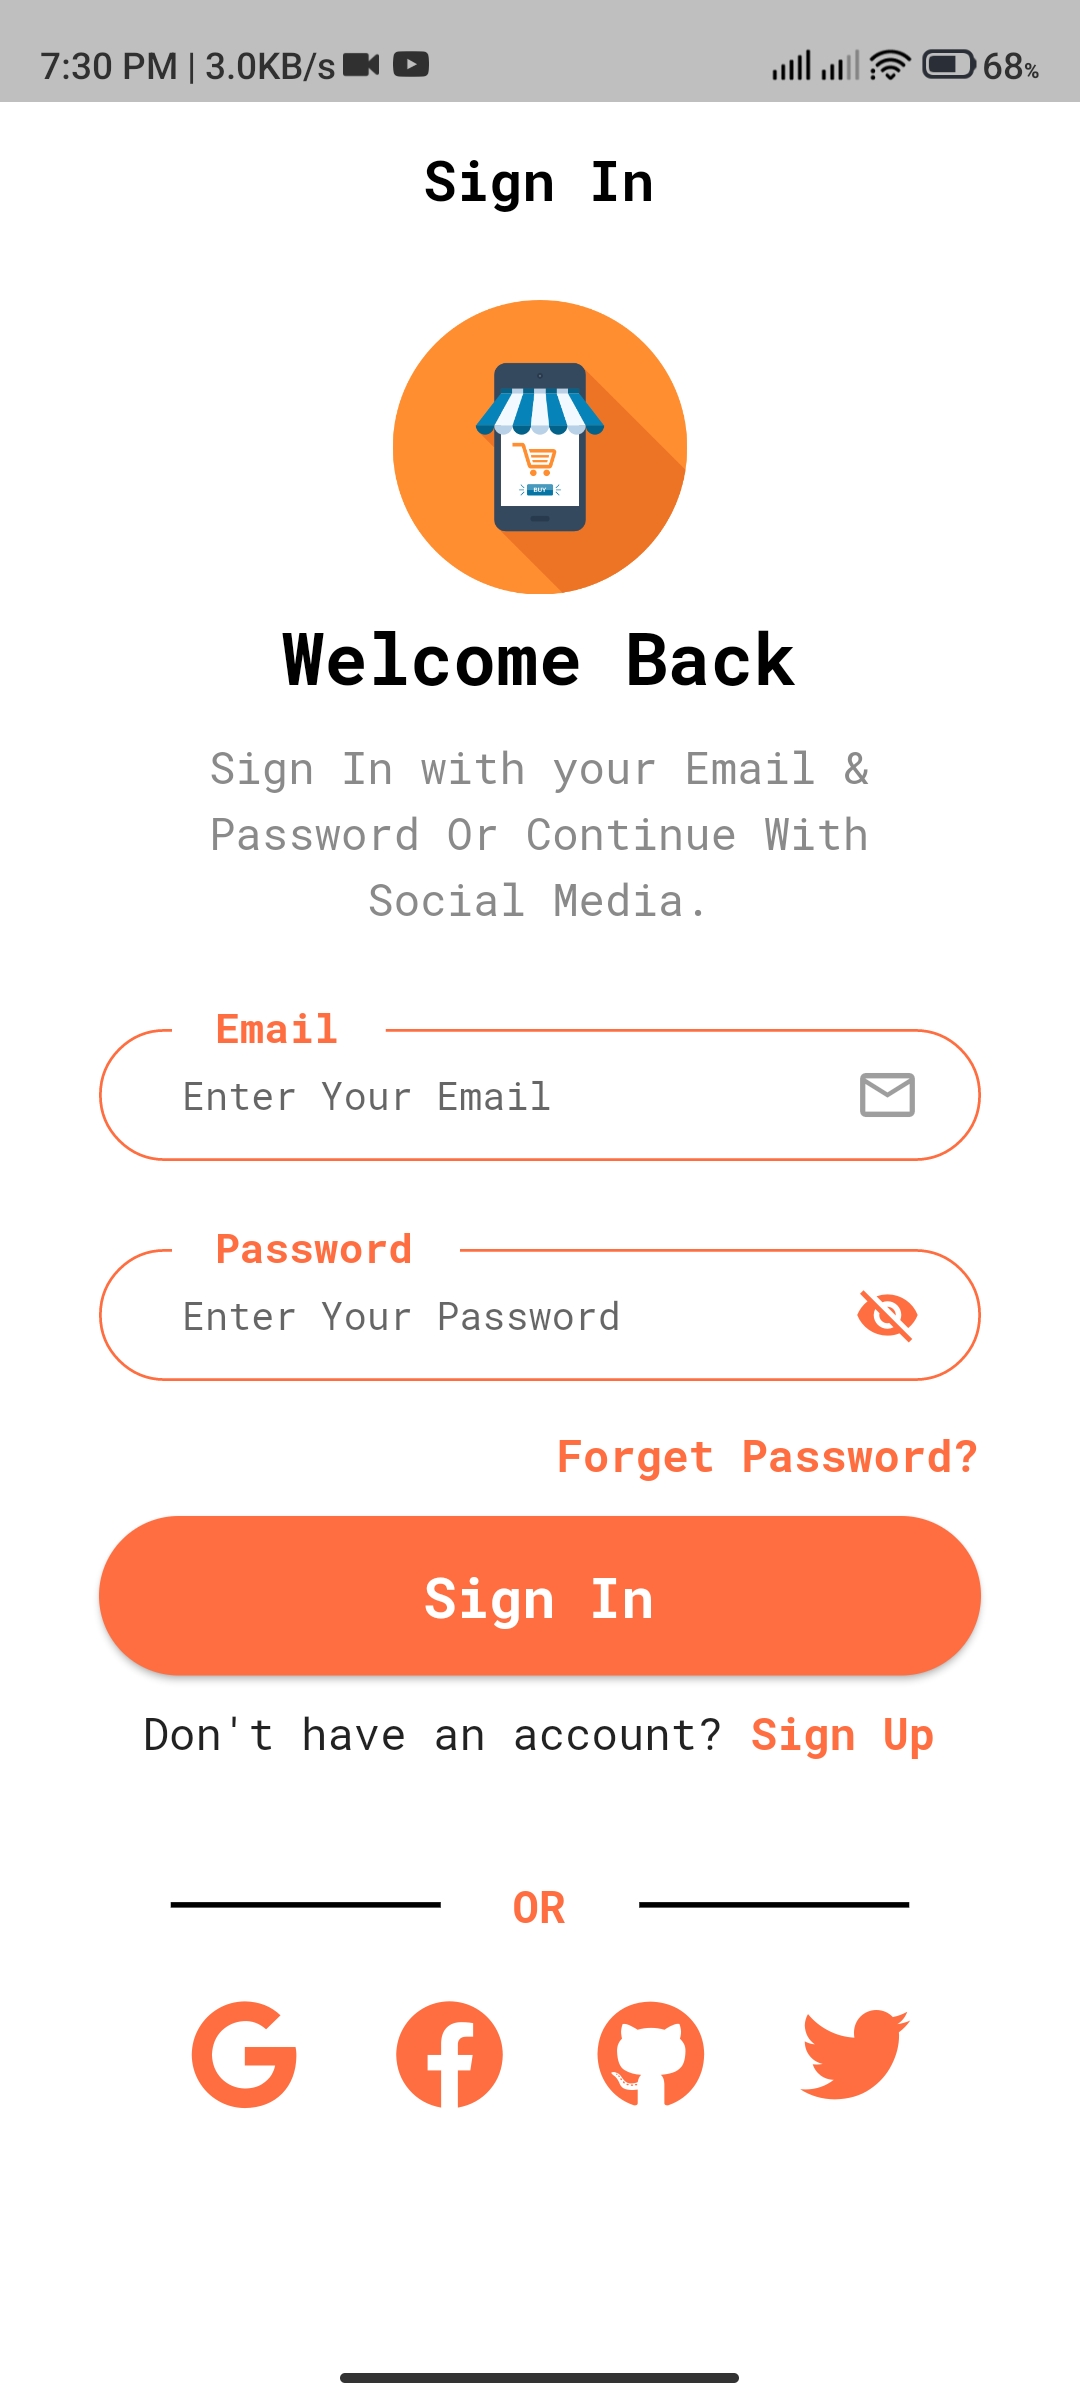 7:30 PM | 3.0KB/s 68%
Sign In
BUY
Welcome Back
Sign In with your Email &
Password Or Continue With
Social Media.
Email
Enter Your Email
Password
Enter Your Password
Forget Password?
Sign In
Don't have an account? Sign Up
OR